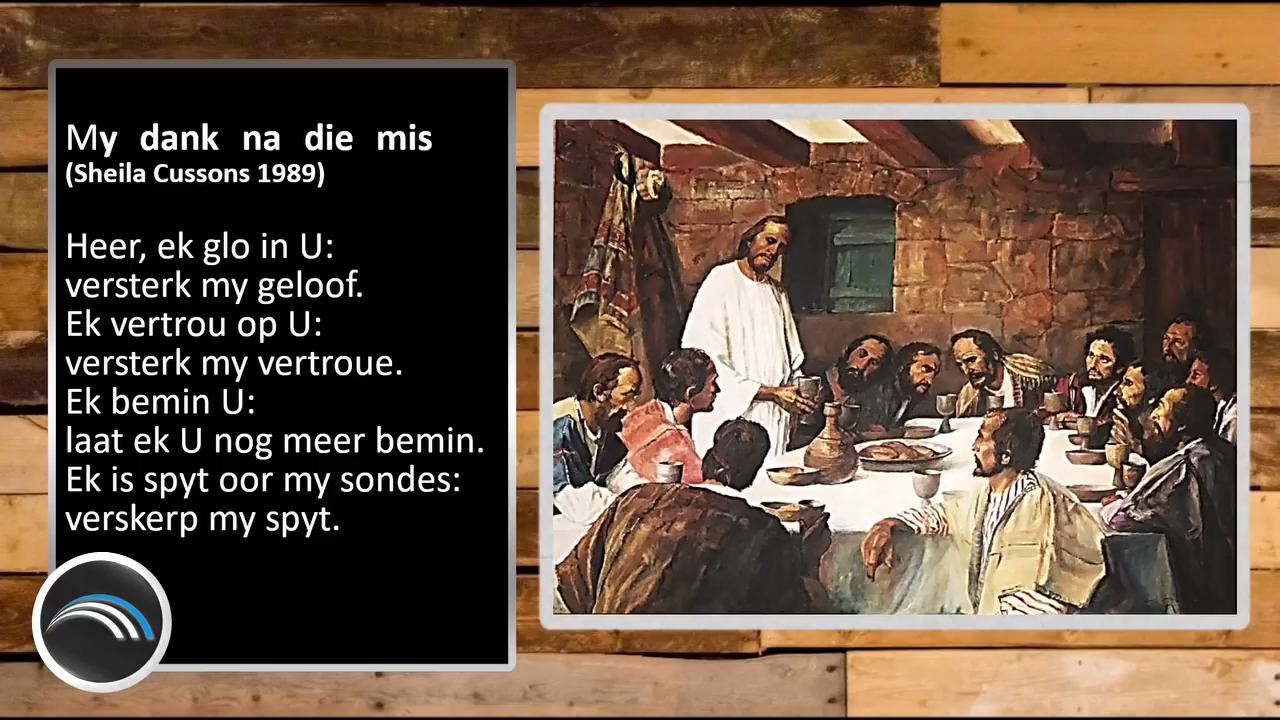 My dank na die mis
(Sheila Cussons 1989)
Heer, ek glo in U:
versterk my geloof.
Ek vertrou op U:
versterk my vertroue.
Ek bemin U:
laat ek U nog meer bemin.
Ek is spyt oor my sondes:
verskerp my spyt.